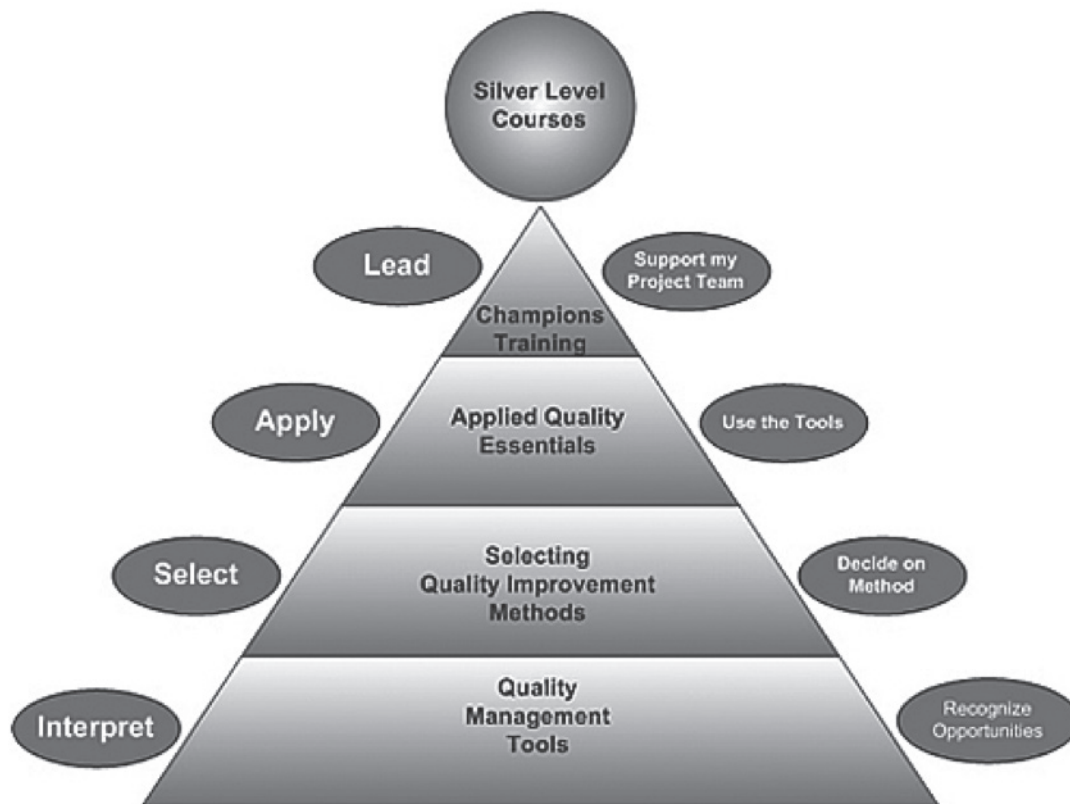 Silver Level
Courses
Lead
Support my
Project Team
Champions
Training
Apply
Applied Quality
Essentials
Use the Tools
Select
Selecting
Quality Improvement
Methods
Decide on
Method
Interpret
Quality
Management
Tools
Recognize
Opportunities